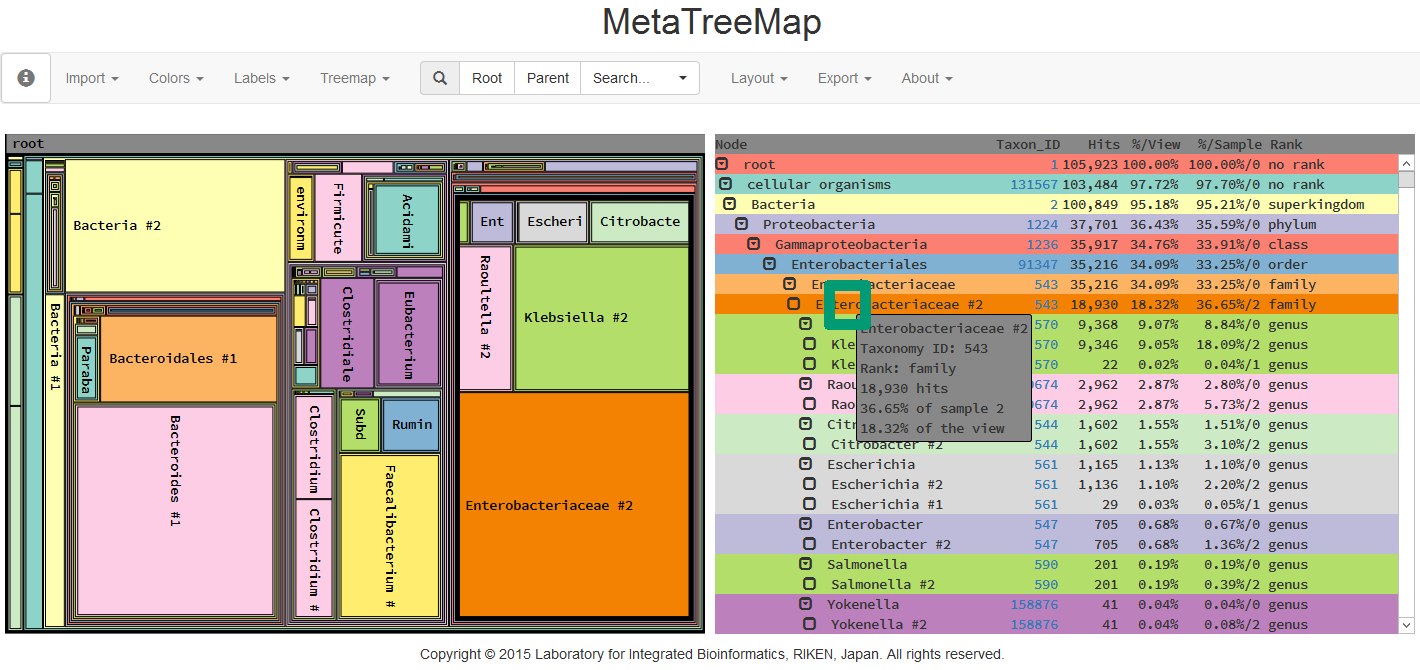 MetaTreeMap
Import Colors Labels Treemap Root Parent Search... Layout Export About
root
Bacteria #2
Bacteria #1
Bacteroidales #1
Paraba
Bacteroides #1
environm
Firmicute
Acidami
Clostridiale
Eubacterium
Clostridium
Clostridium #
Subd
Rumin
Faecalibacterium #
Ent
Escheri
Citrobacte
Raoultella #2
Klebsiella #2
Enterobacteriaceae #2
Node Taxon_ID Hits %/View %/Sample Rank
root 1 105,923 100.00% 100.00%/0 no rank
cellular organisms 131567 103,484 97.72% 97.70%/0 no rank
Bacteria 2 100,849 95.18% 95.21%/0 superkingdom
Proteobacteria 1224 37,701 36.43% 35.59%/0 phylum
Gammaproteobacteria 1236 35,917 34.76% 33.91%/0 class
Enterobacteriales 91347 35,216 34.09% 33.25%/0 order
543 35,216 34.09% 33.25%/0 family
543 18,930 18.32% 36.65%/2 family
570 9,368 9.07% 8.84%/0 genus
Kle 570 9,346 9.05% 18.09%/2 genus
Kle 570 22 0.02% 0.04%/1 genus
Raou 9674 2,962 2.87% 2.80%/0 genus
Rao 9674 2,962 2.87% 5.73%/2 genus
Citr 544 1,602 1.55% 1.51%/0 genus
Citrobacter #2 544 1,602 1.55% 3.10%/2 genus
Escherichia 561 1,165 1.13% 1.10%/0 genus
Escherichia #2 561 1,136 1.10% 2.20%/2 genus
Escherichia #1 561 29 0.03% 0.05%/1 genus
Enterobacter 547 705 0.68% 0.67%/0 genus
Enterobacter #2 547 705 0.68% 1.36%/2 genus
Salmonella 590 201 0.19% 0.19%/0 genus
Salmonella #2 590 201 0.19% 0.39%/2 genus
Yokenella 158876 41 0.04% 0.04%/0 genus
Yokenella #2 158876 41 0.04% 0.08%/2 genus
Enterobacteriaceae #2
Taxonomy ID: 543
Rank: family
18,930 hits
36.65% of sample 2
18.32% of the view
Copyright © 2015 Laboratory for Integrated Bioinformatics, RIKEN, Japan. All rights reserved.